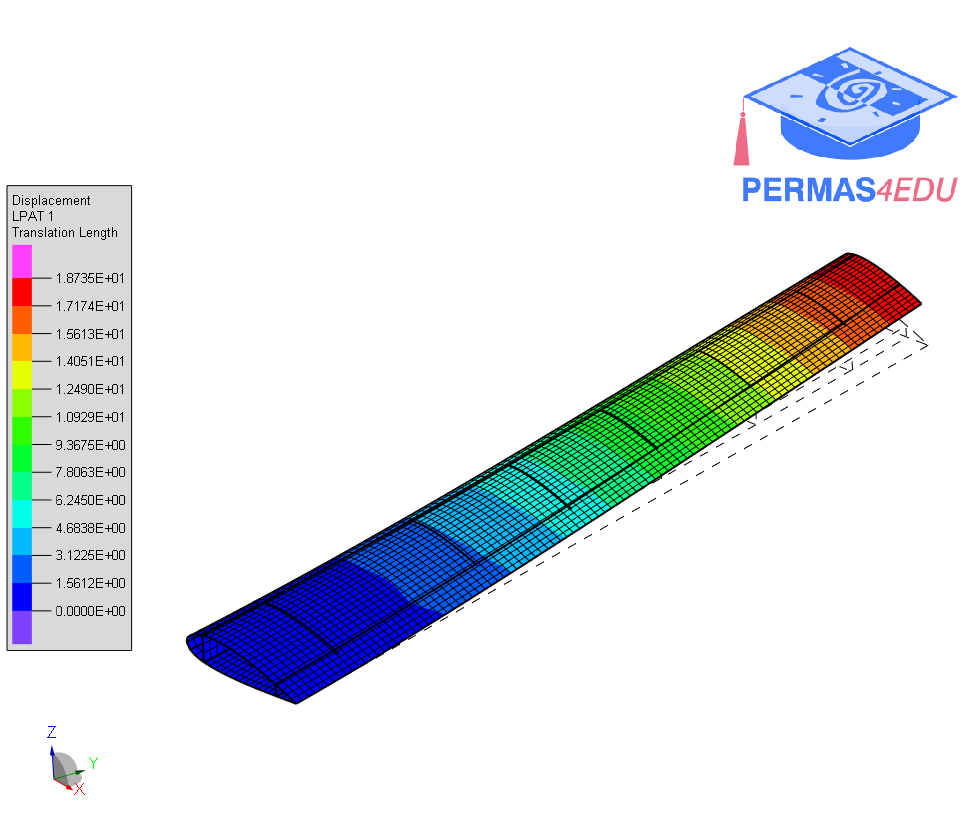 PERMAS4EDU
Displacement
LPAT 1
Translation Length
1.8735E+01
1.7174E+01
1.5613E+01
1.4051E+01
1.2490E+01
1.0929E+01
9.3675E+00
7.8063E+00
6.2450E+00
4.6838E+00
3.1225E+00
1.5612E+00
0.0000E+00
Z
Y
X